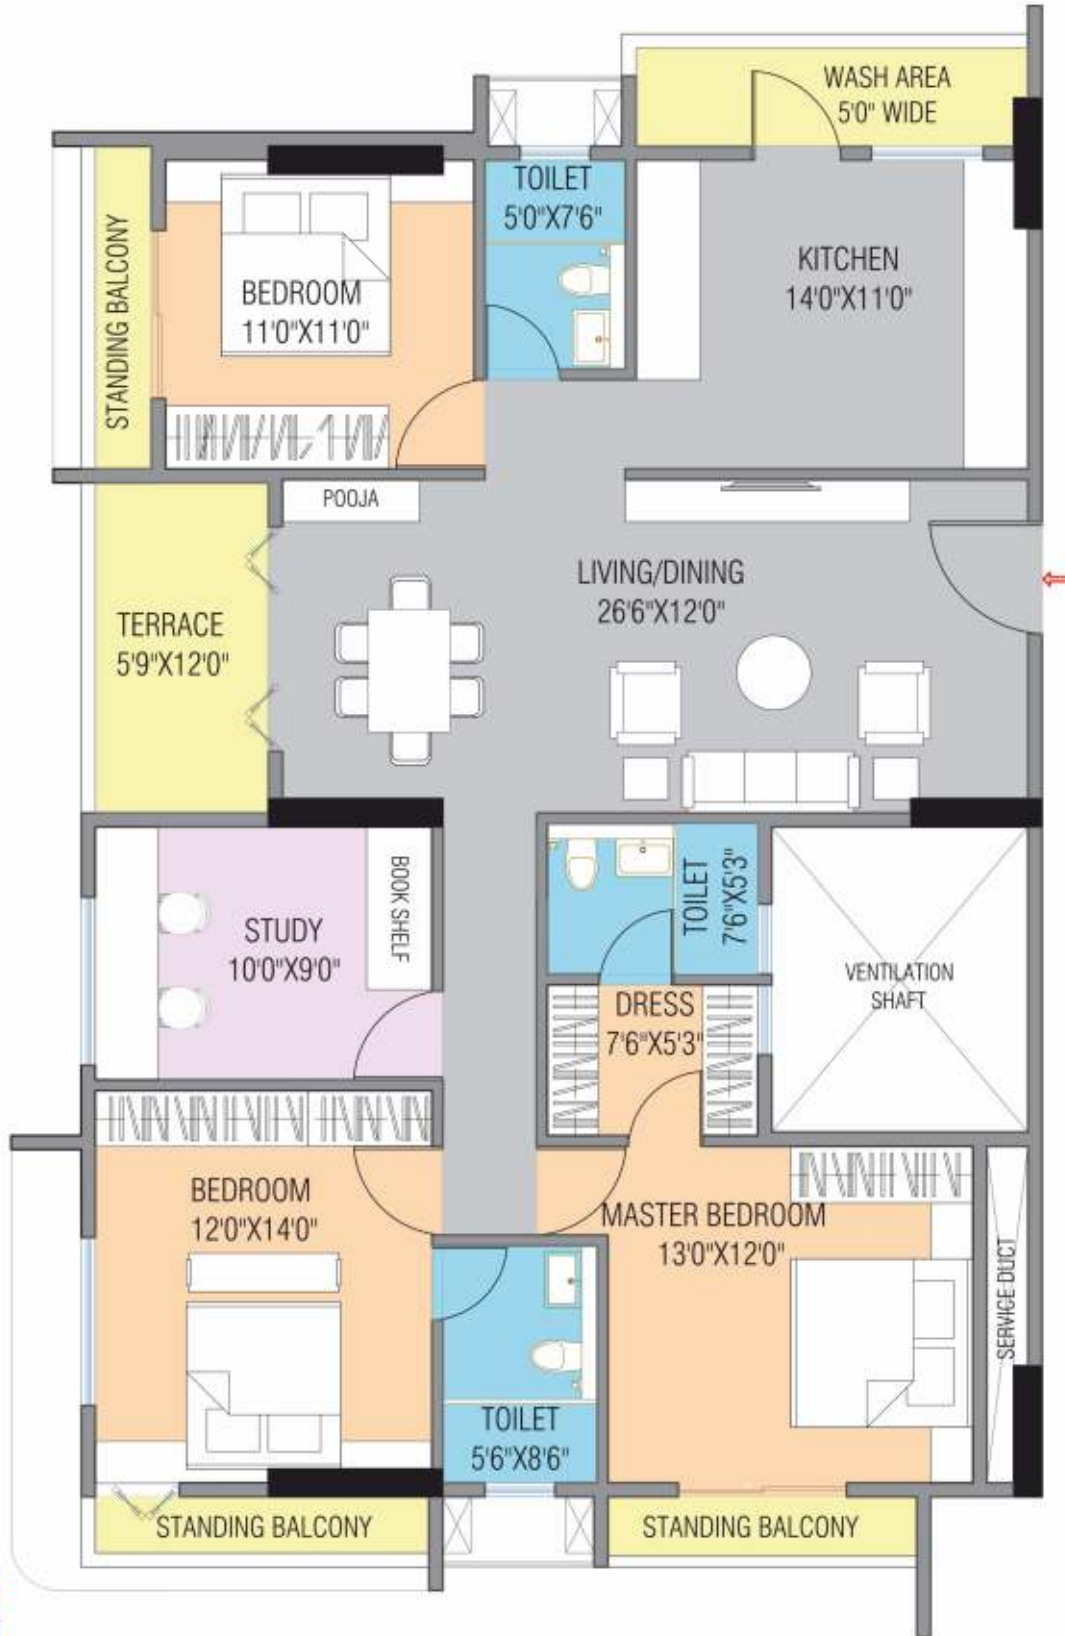 WASH AREA
5'0" WIDE
TOILET
5'0"X7'6"
KITCHEN
14'0"X11'0"
BEDROOM
11'0"X11'0"
STANDING BALCONY
POOJA
LIVING/DINING
26'6"X12'0"
TERRACE
5'9"X12'0"
BOOK SHELF
STUDY
10'0"X9'0"
TOILET
7'6"X5'3"
VENTILATION
SHAFT
DRESS
7'6"X5'3"
BEDROOM
12'0"X14'0"
MASTER BEDROOM
13'0"X12'0"
SERVICE DUCT
TOILET
5'6"X8'6"
STANDING BALCONY
STANDING BALCONY